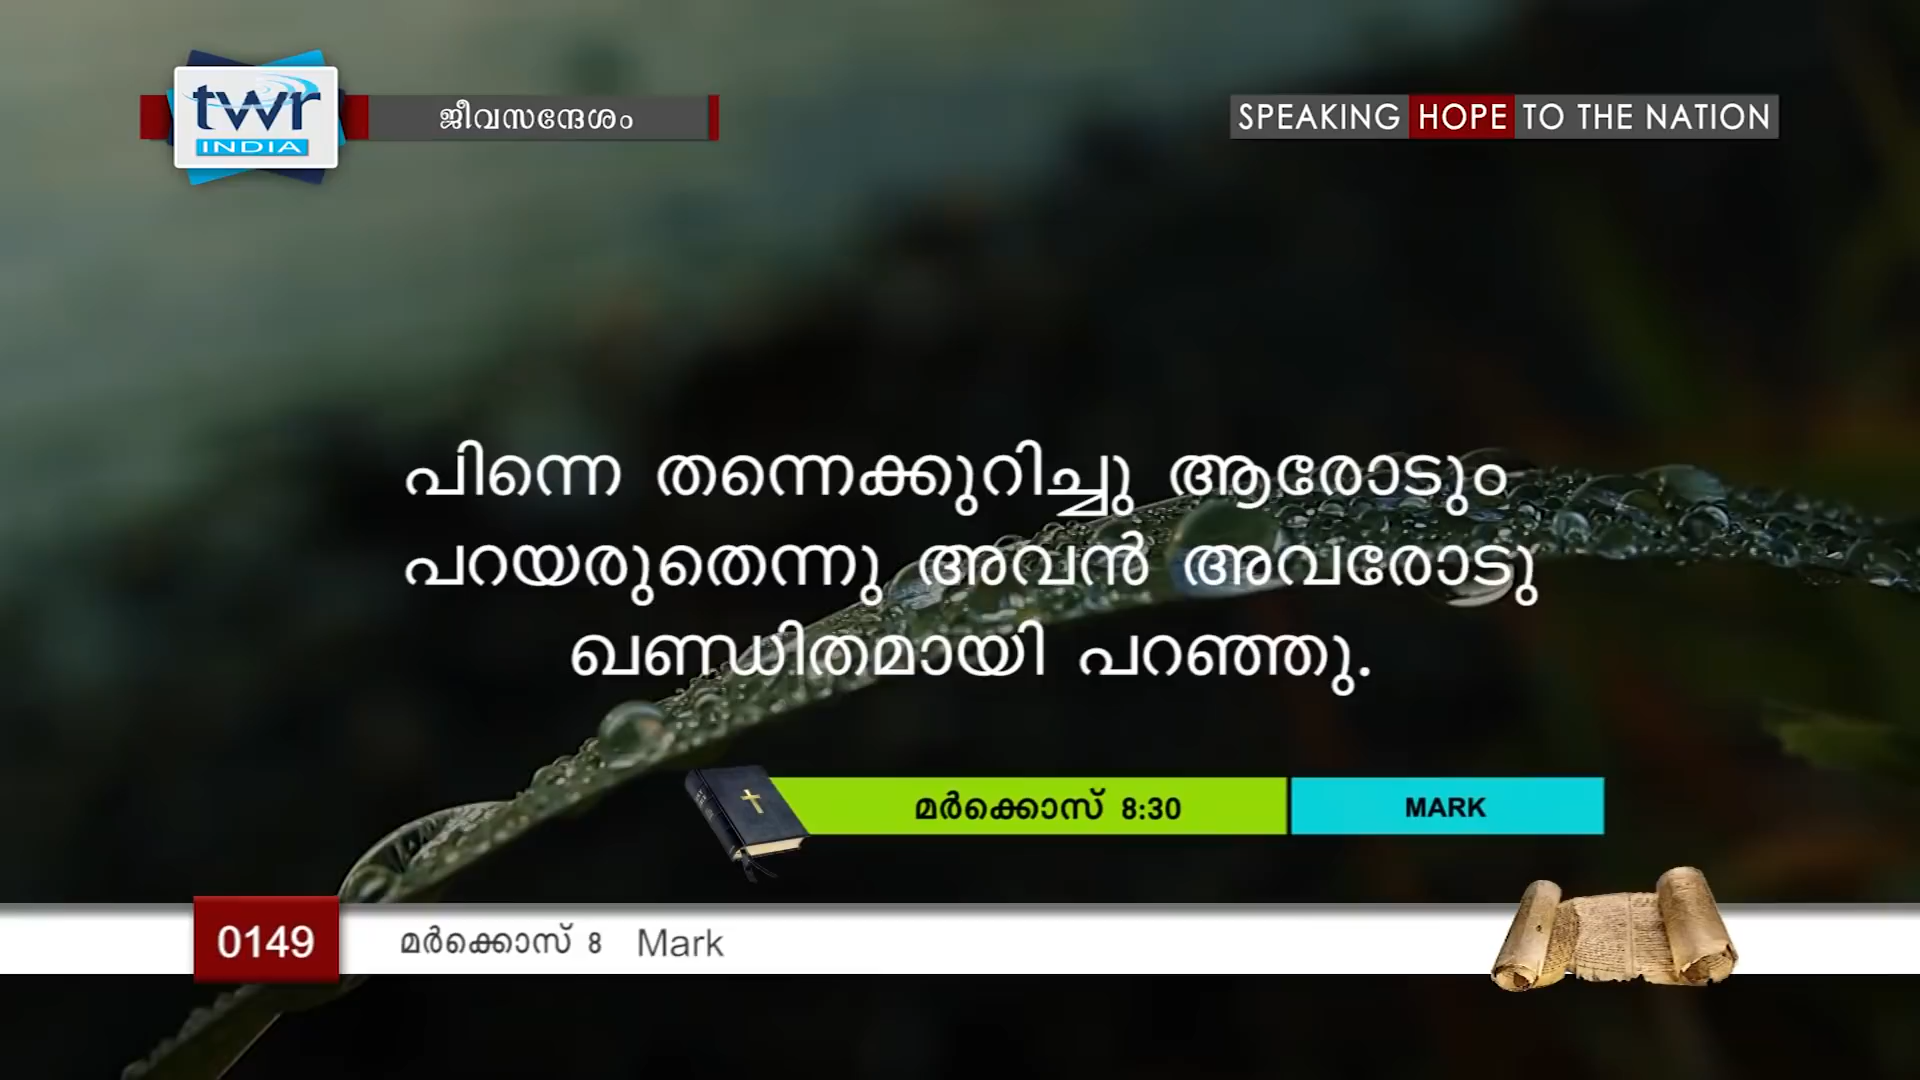 twr
INDIA
ജീവസന്ദേശം
SPEAKING HOPE TO THE NATION
പിന്നെ തന്നെക്കുറിച്ചു ആരോടും
പറയരുതെന്നു അവൻ അവരോടു
ഖണ്ഡിതമായി പറഞ്ഞു.
മർക്കൊസ് 8:30
MARK
0149
മർക്കൊസ് 8 Mark